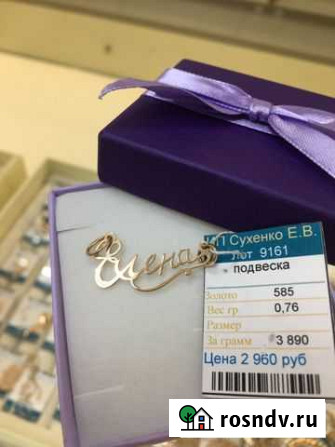 Елена
ИП Сухенко Е.В.
Лот 9161
подвеска
Золото 585
Вес гр 0,76
Размер
За грамм 3 890
Цена 2 960 руб
rosndv.ru